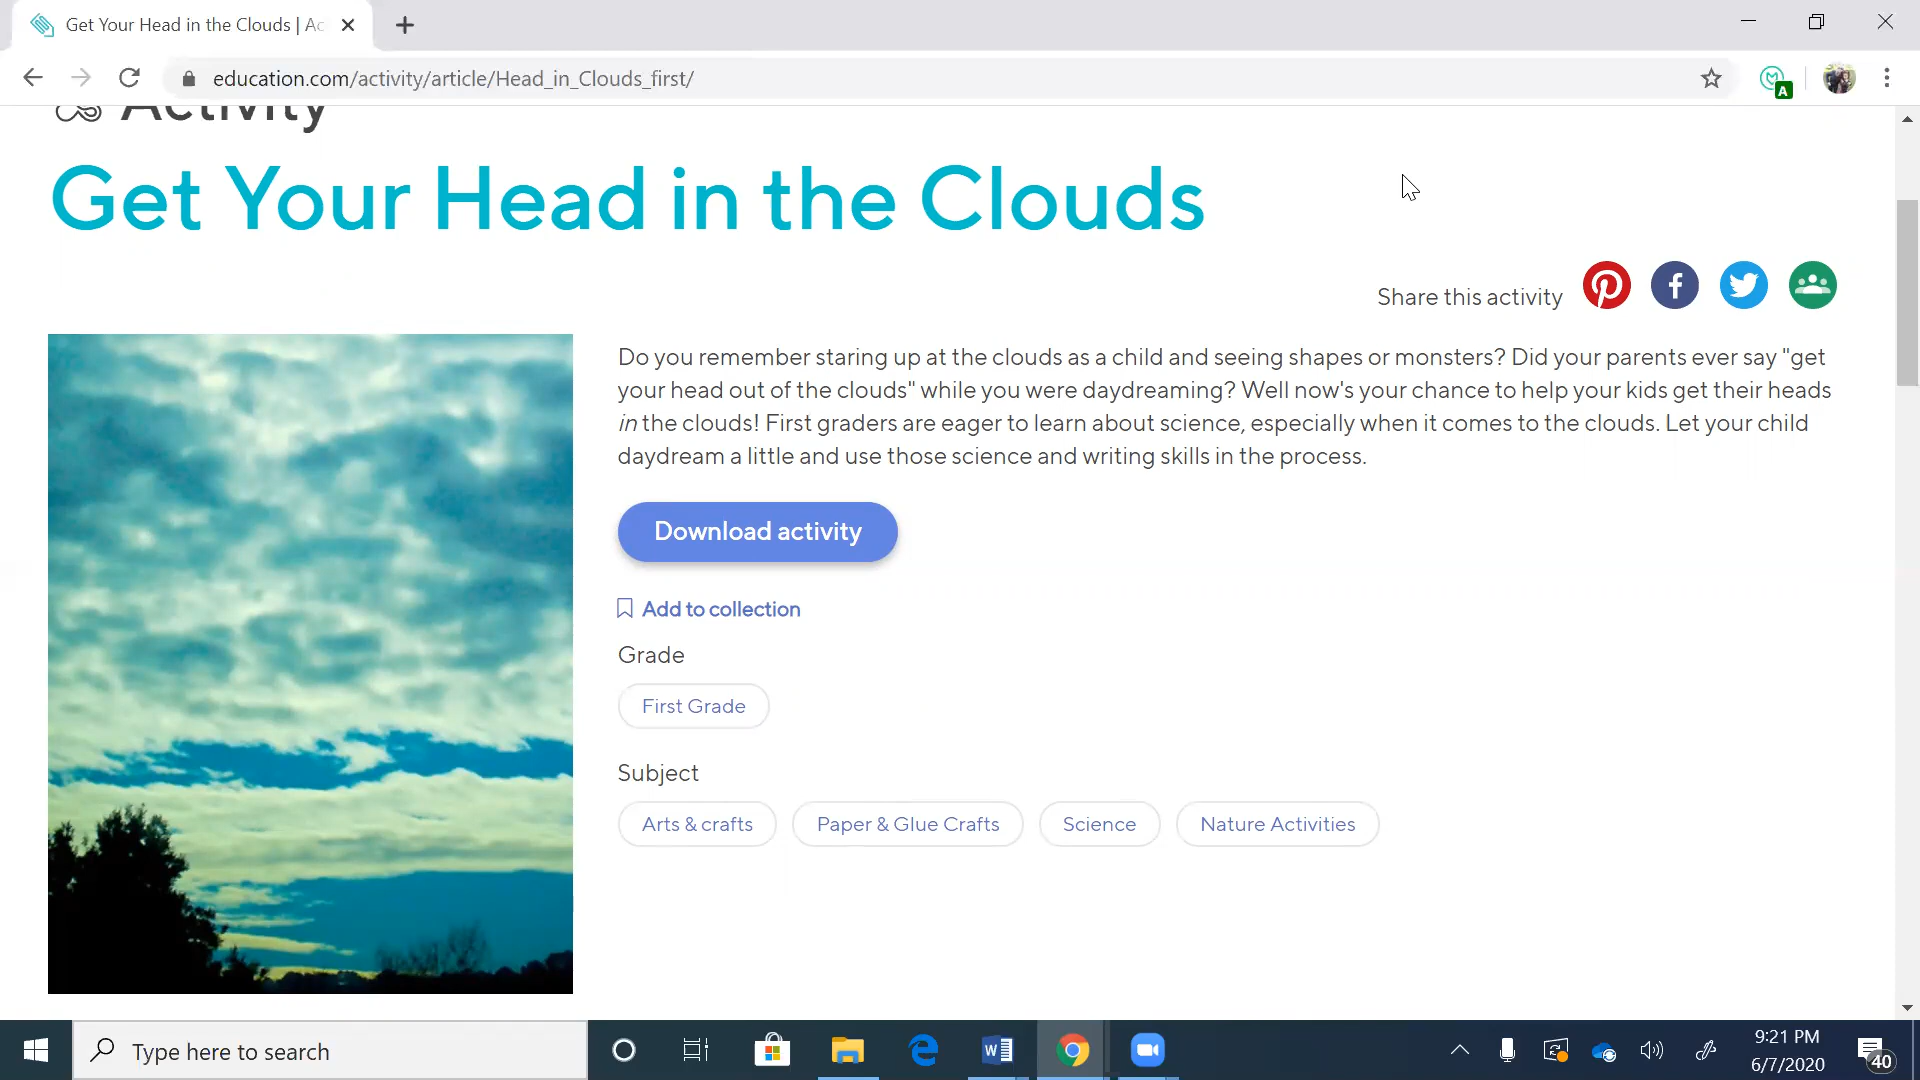 Get Your Head in the Clouds | Ac
education.com/activity/article/Head_in_Clouds_first/
A
Activity
Get Your Head in the Clouds
Share this activity
Do you remember staring up at the clouds as a child and seeing shapes or monsters? Did your parents ever say "get
your head out of the clouds" while you were daydreaming? Well now's your chance to help your kids get their heads
in the clouds! First graders are eager to learn about science, especially when it comes to the clouds. Let your child
daydream a little and use those science and writing skills in the process.
Download activity
Add to collection
Grade
First Grade
Subject
Arts & crafts
Paper & Glue Crafts
Science
Nature Activities
Type here to search
9:21 PM
6/7/2020
40